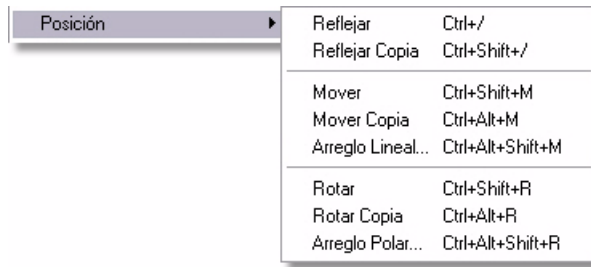 Posición
Reflejar Ctrl+/
Reflejar Copia Ctrl+Shift+/
Mover Ctrl+Shift+M
Mover Copia Ctrl+Alt+M
Arreglo Lineal... Ctrl+Alt+Shift+M
Rotar Ctrl+Shift+R
Rotar Copia Ctrl+Alt+R
Arreglo Polar... Ctrl+Alt+Shift+R